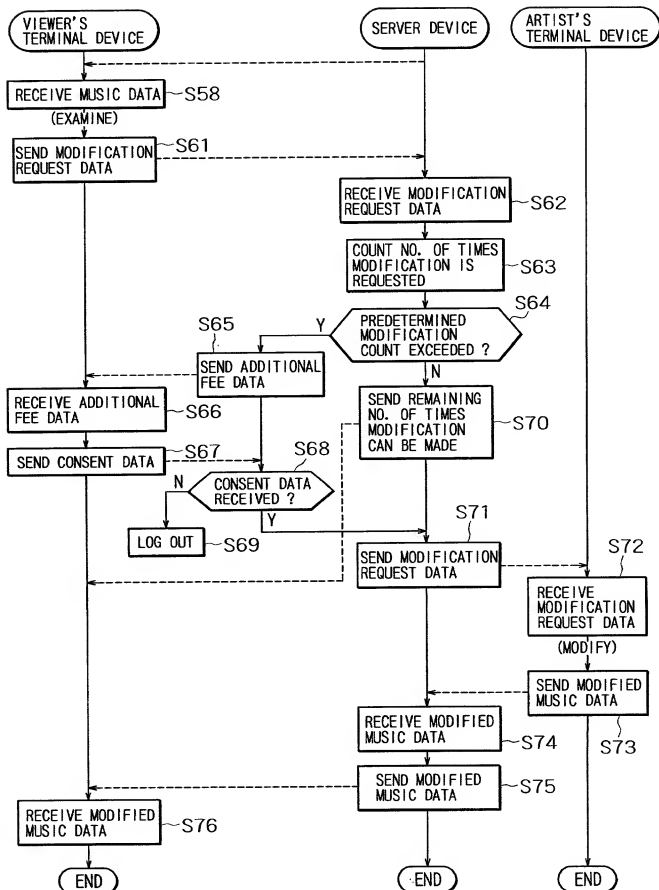 VIEWER'S
TERMINAL DEVICE
SERVER DEVICE
ARTIST'S
TERMINAL DEVICE
RECEIVE MUSIC DATA
S58
(EXAMINE)
SEND MODIFICATION
REQUEST DATA
S61
RECEIVE MODIFICATION
REQUEST DATA
S62
COUNT NO. OF TIMES
MODIFICATION IS
REQUESTED
S63
S64
PREDETERMINED
MODIFICATION
COUNT EXCEEDED ?
Y
N
S65
SEND ADDITIONAL
FEE DATA
RECEIVE ADDITIONAL
FEE DATA
S66
SEND REMAINING
NO. OF TIMES
MODIFICATION
CAN BE MADE
S70
SEND CONSENT DATA
S67
S68
CONSENT DATA
RECEIVED ?
N
Y
LOG OUT
S69
S71
SEND MODIFICATION
REQUEST DATA
S72
RECEIVE
MODIFICATION
REQUEST DATA
(MODIFY)
SEND MODIFIED
MUSIC DATA
S73
RECEIVE MODIFIED
MUSIC DATA
S74
SEND MODIFIED
MUSIC DATA
S75
RECEIVE MODIFIED
MUSIC DATA
S76
END
END
END